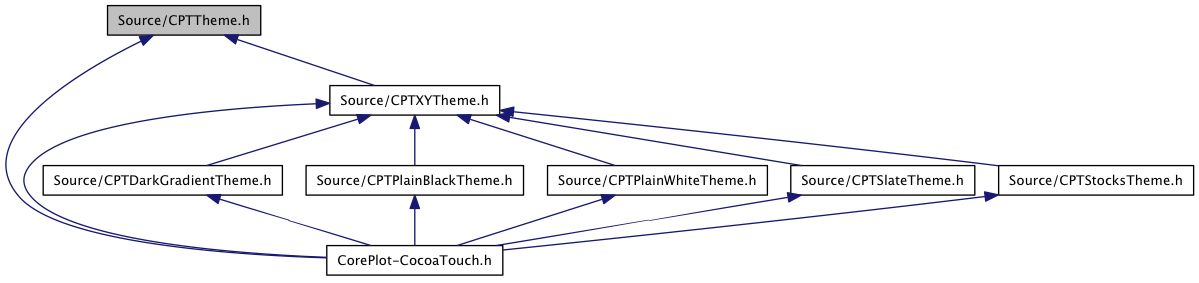 Source/CPTTheme.h
Source/CPTXYTheme.h
Source/CPTDarkGradientTheme.h
Source/CPTPlainBlackTheme.h
Source/CPTPlainWhiteTheme.h
Source/CPTSlateTheme.h
Source/CPTStocksTheme.h
CorePlot-CocoaTouch.h